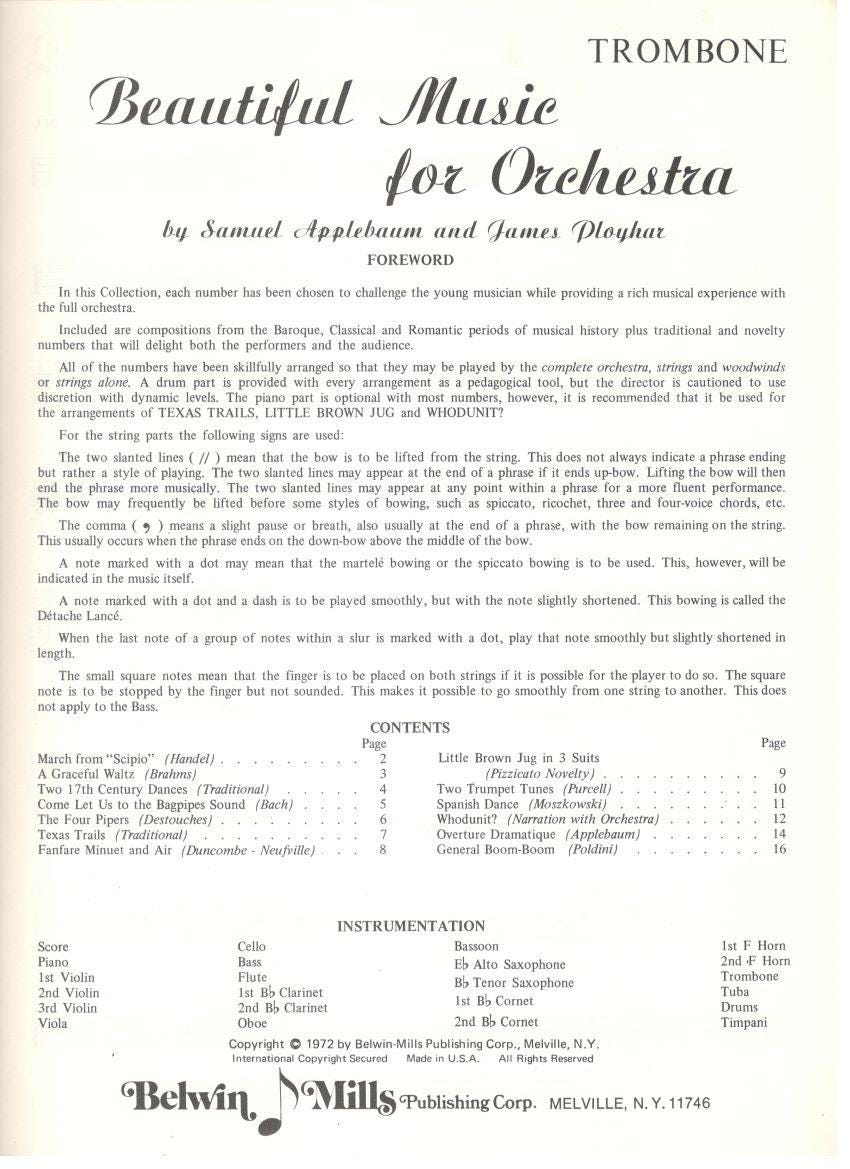 TROMBONE
Beautiful Music
for Orchestra
by Samuel Applebaum and James Ployhar
FOREWORD
In this Collection, each number has been chosen to challenge the young musician while providing a rich musical experience with
the full orchestra.
Included are compositions from the Baroque, Classical and Romantic periods of musical history plus traditional and novelty
numbers that will delight both the performers and the audience.
All of the numbers have been skillfully arranged so that they may be played by the complete orchestra, strings and woodwinds
or strings alone. A drum part is provided with every arrangement as a pedagogical tool, but the director is cautioned to use
discretion with dynamic levels. The piano part is optional with most numbers, however, it is recommended that it be used for
the arrangements of TEXAS TRAILS, LITTLE BROWN JUG and WHODUNIT?
For the string parts the following signs are used:
The two slanted lines ( // ) mean that the bow is to be lifted from the string. This does not always indicate a phrase ending
but rather a style of playing. The two slanted lines may appear at the end of a phrase if it ends up-bow. Lifting the bow will then
end the phrase more musically. The two slanted lines may appear at any point within a phrase for a more fluent performance.
The bow may frequently be lifted before some styles of bowing, such as spiccato, ricochet, three and four-voice chords, etc.
The comma ( , ) means a slight pause or breath, also usually at the end of a phrase, with the bow remaining on the string.
This usually occurs when the phrase ends on the down-bow above the middle of the bow.
A note marked with a dot may mean that the martelé bowing or the spiccato bowing is to be used. This, however, will be
indicated in the music itself.
A note marked with a dot and a dash is to be played smoothly, but with the note slightly shortened. This bowing is called the
Détache Lancé.
When the last note of a group of notes within a slur is marked with a dot, play that note smoothly but slightly shortened in
length.
The small square notes mean that the finger is to be placed on both strings if it is possible for the player to do so. The square
note is to be stopped by the finger but not sounded. This makes it possible to go smoothly from one string to another. This does
not apply to the Bass.
CONTENTS
Page
March from "Scipio" (Handel) . . . . . . . . . 2
A Graceful Waltz (Brahms) 3
Two 17th Century Dances (Traditional) . . . . . 4
Come Let Us to the Bagpipes Sound (Bach) . . . . 5
The Four Pipers (Destouches) . . . . . . . . . 6
Texas Trails (Traditional) . . . . . . . . . . 7
Fanfare Minuet and Air (Duncombe - Neufville) . . . 8
Page
Little Brown Jug in 3 Suits
(Pizzicato Novelty) . . . . . . . . . . 9
Two Trumpet Tunes (Purcell) . . . . . . . . . 10
Spanish Dance (Moszkowski) . . . . . . . . . 11
Whodunit? (Narration with Orchestra) . . . . . . 12
Overture Dramatique (Applebaum) . . . . . . . 14
General Boom-Boom (Poldini) . . . . . . . . 16
INSTRUMENTATION
Score
Piano
1st Violin
2nd Violin
3rd Violin
Viola
Cello
Bass
Flute
1st B♭ Clarinet
2nd B♭ Clarinet
Oboe
Bassoon
E♭ Alto Saxophone
B♭ Tenor Saxophone
1st B♭ Cornet
2nd B♭ Cornet
1st F Horn
2nd F Horn
Trombone
Tuba
Drums
Timpani
Copyright © 1972 by Belwin-Mills Publishing Corp., Melville, N.Y.
International Copyright Secured Made in U.S.A. All Rights Reserved
Belwin Mills Publishing Corp. MELVILLE, N. Y. 11746